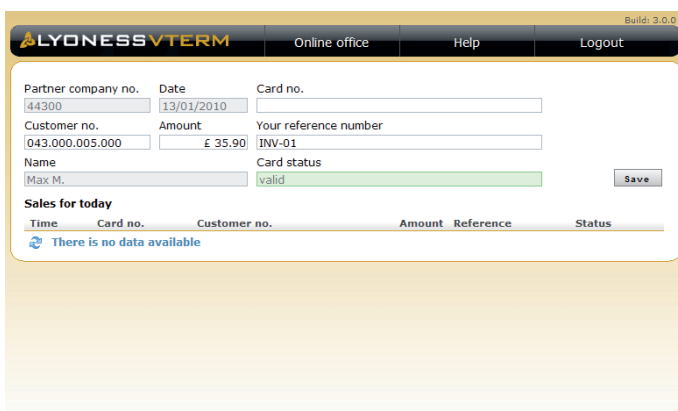 Build: 3.0.0
LYONESSVTERM Online office Help Logout
Partner company no. Date Card no.
44300 13/01/2010
Customer no. Amount Your reference number
043.000.005.000 £ 35.90 INV-01
Name Card status
Max M. valid Save
Sales for today
Time Card no. Customer no. Amount Reference Status
There is no data available